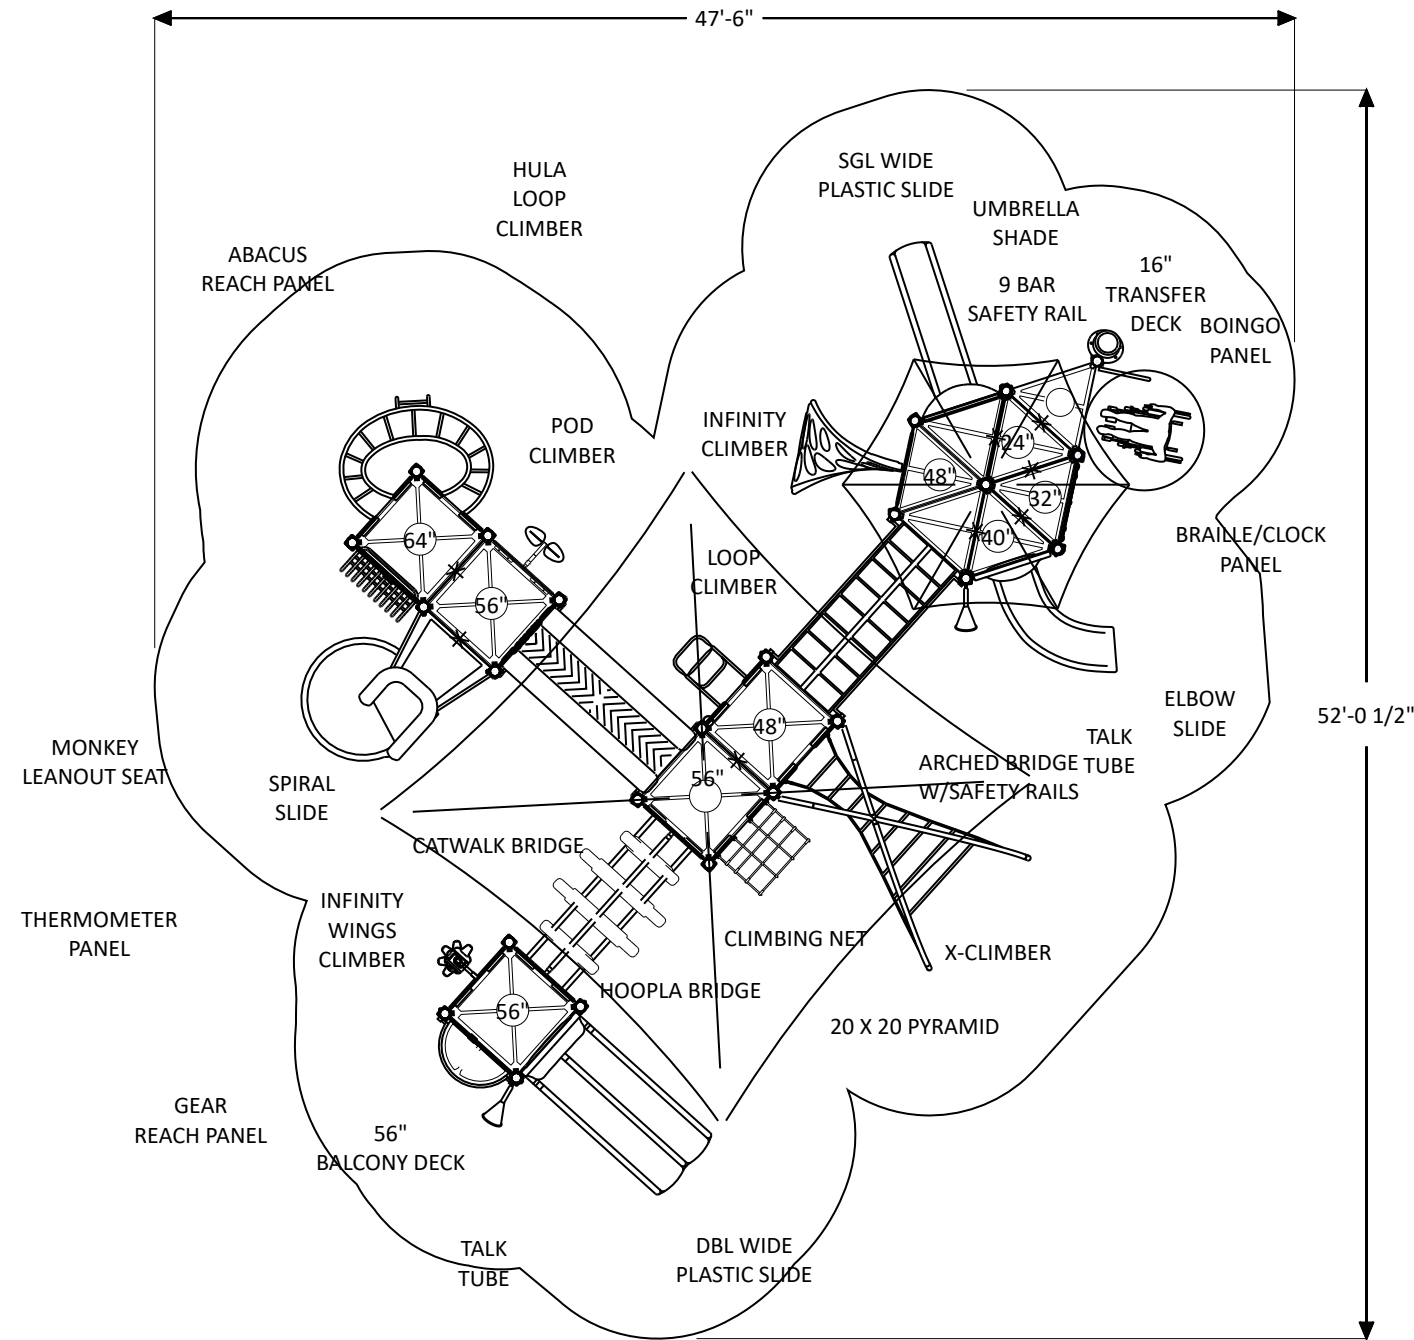 47'-6"
HULA
LOOP
CLIMBER
SGL WIDE
PLASTIC SLIDE
UMBRELLA
SHADE
ABACUS
REACH PANEL
9 BAR
SAFETY RAIL
16"
TRANSFER
DECK
BOINGO
PANEL
POD
CLIMBER
INFINITY
CLIMBER
24"
48"
32"
40"
64"
56"
BRAILLE/CLOCK
PANEL
LOOP
CLIMBER
ELBOW
SLIDE
52'-0 1/2"
48"
56"
MONKEY
LEANOUT SEAT
SPIRAL
SLIDE
TALK
TUBE
ARCHED BRIDGE
W/SAFETY RAILS
CATWALK BRIDGE
THERMOMETER
PANEL
INFINITY
WINGS
CLIMBER
CLIMBING NET
X-CLIMBER
HOOPLA BRIDGE
56"
20 X 20 PYRAMID
GEAR
REACH PANEL
56"
BALCONY DECK
TALK
TUBE
DBL WIDE
PLASTIC SLIDE